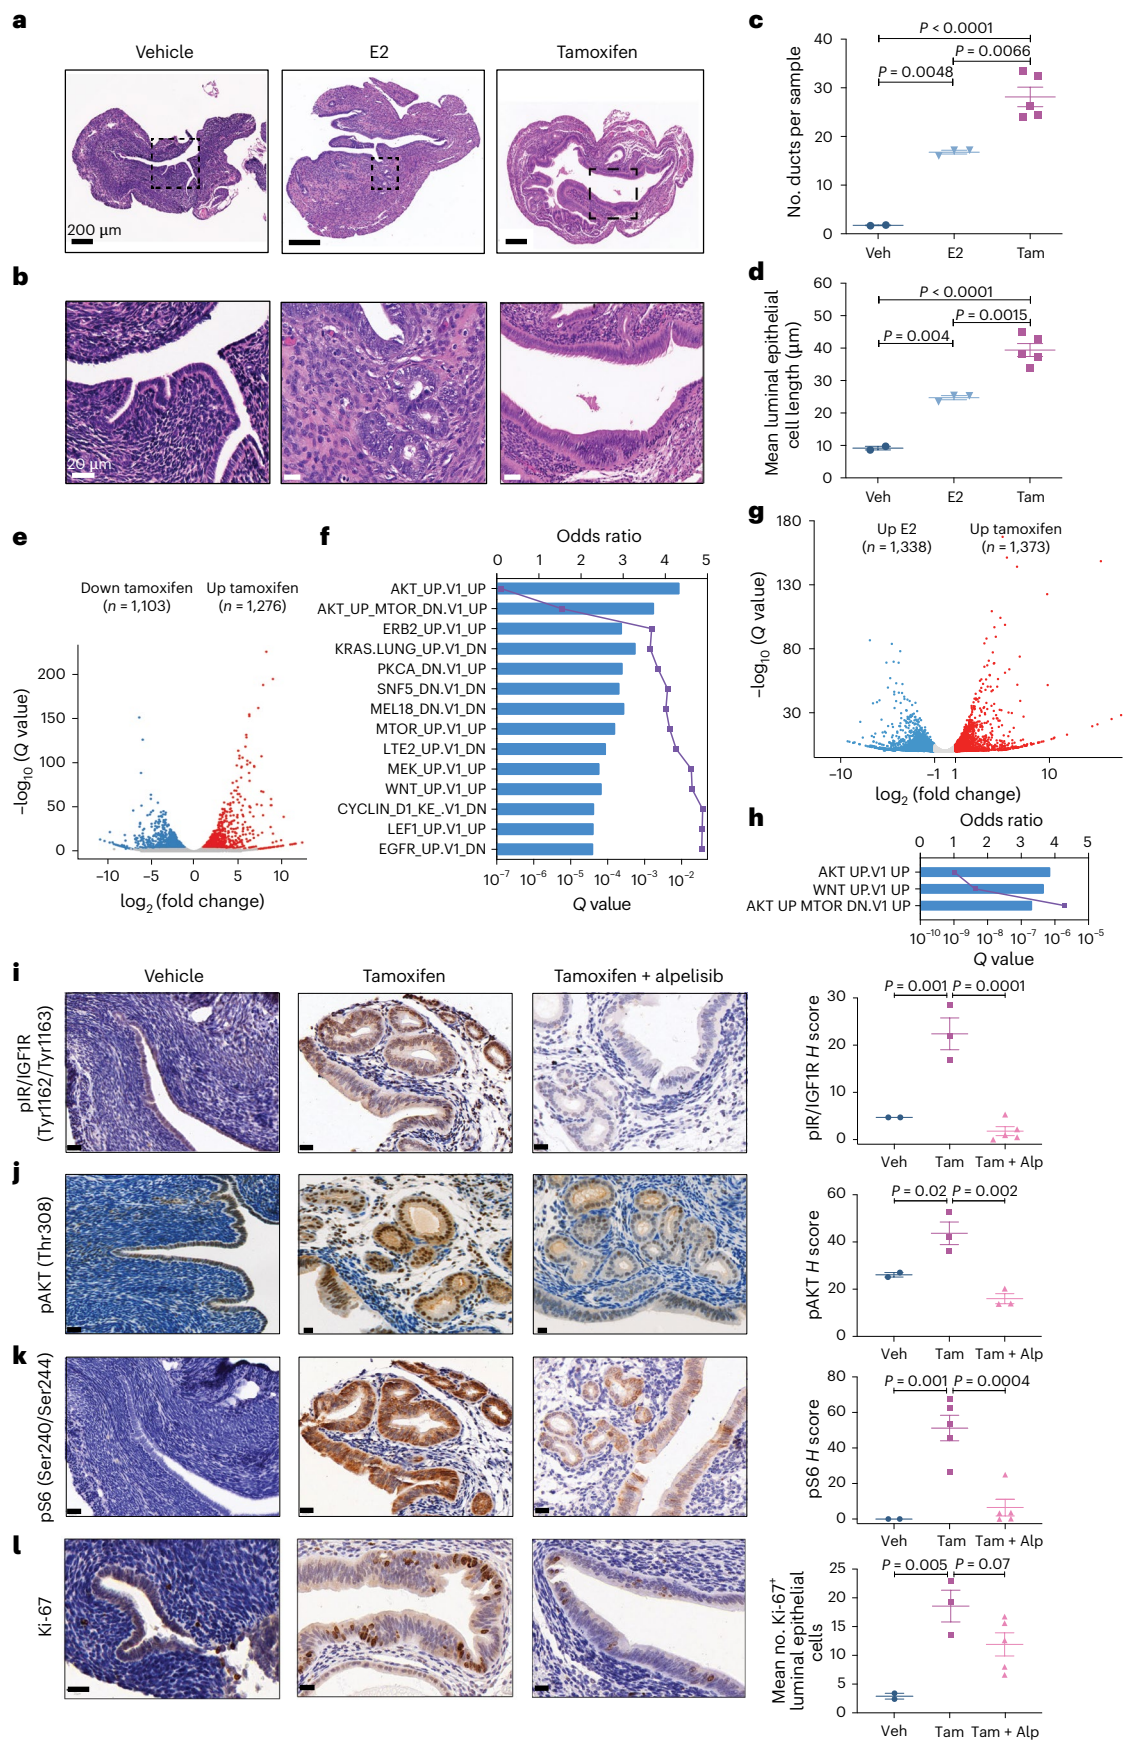 a
Vehicle
E2
Tamoxifen
200 µm
b
20 µm
c
P < 0.0001
P = 0.0066
P = 0.0048
No. ducts per sample
40
30
20
10
0
Veh
E2
Tam
d
P < 0.0001
P = 0.0015
P = 0.004
Mean luminal epithelial
cell length (µm)
60
50
40
30
20
10
0
Veh
E2
Tam
e
Down tamoxifen
(n = 1,103)
Up tamoxifen
(n = 1,276)
–log10 (Q value)
200
150
100
50
0
–10
–5
0
5
10
log2 (fold change)
f
Odds ratio
0
1
2
3
4
5
AKT_UP.V1_UP
AKT_UP_MTOR_DN.V1_UP
ERB2_UP.V1_UP
KRAS.LUNG_UP.V1_DN
PKCA_DN.V1_UP
SNF5_DN.V1_DN
MEL18_DN.V1_DN
MTOR_UP.V1_UP
LTE2_UP.V1_DN
MEK_UP.V1_UP
WNT_UP.V1_UP
CYCLIN_D1_KE_.V1_DN
LEF1_UP.V1_UP
EGFR_UP.V1_DN
10–7
10–6
10–5
10–4
10–3
10–2
Q value
g
Up E2
(n = 1,338)
Up tamoxifen
(n = 1,373)
–log10 (Q value)
180
130
80
30
–10
–1
1
10
log2 (fold change)
h
Odds ratio
0
1
2
3
4
5
AKT UP.V1 UP
WNT UP.V1 UP
AKT UP MTOR DN.V1 UP
10–10
10–9
10–8
10–7
10–6
10–5
Q value
i
Vehicle
Tamoxifen
Tamoxifen + alpelisib
pIR/IGF1R
(Tyr1162/Tyr1163)
P = 0.001
P = 0.0001
pIR/IGF1R H score
30
20
10
0
Veh
Tam
Tam + Alp
j
pAKT (Thr308)
P = 0.02
P = 0.002
pAKT H score
60
40
20
0
Veh
Tam
Tam + Alp
k
pS6 (Ser240/Ser244)
P = 0.001
P = 0.0004
pS6 H score
80
60
40
20
0
Veh
Tam
Tam + Alp
l
Ki-67
P = 0.005
P = 0.07
Mean no. Ki-67+
luminal epithelial
cells
25
20
15
10
5
0
Veh
Tam
Tam + Alp